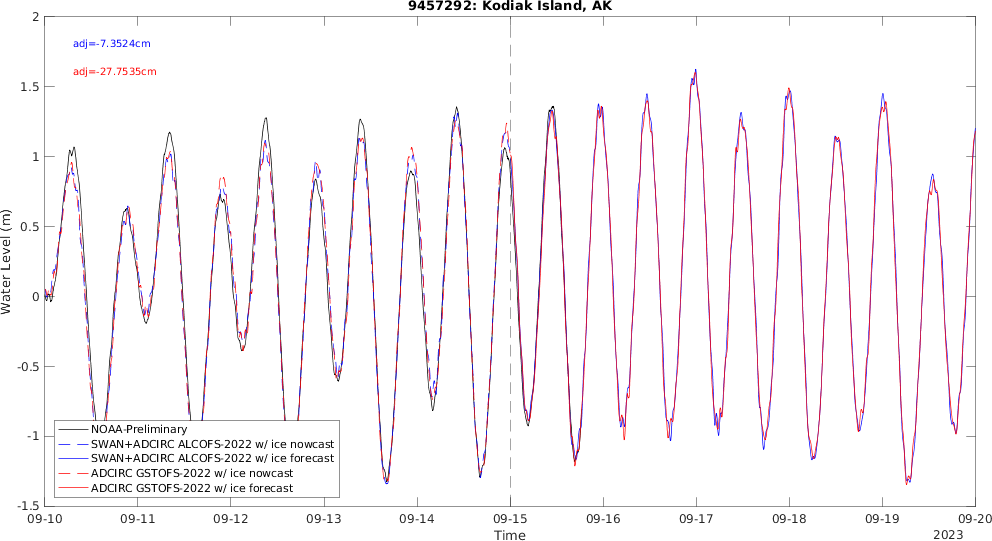 9457292: Kodiak Island, AK
adj=-7.3524cm
adj=-27.7535cm
Water Level (m)
2
1.5
1
0.5
0
-0.5
-1
-1.5
NOAA-Preliminary
SWAN+ADCIRC ALCOFS-2022 w/ ice nowcast
SWAN+ADCIRC ALCOFS-2022 w/ ice forecast
ADCIRC GSTOFS-2022 w/ ice nowcast
ADCIRC GSTOFS-2022 w/ ice forecast
09-10 09-11 09-12 09-13 09-14 09-15 09-16 09-17 09-18 09-19 09-20
Time
2023